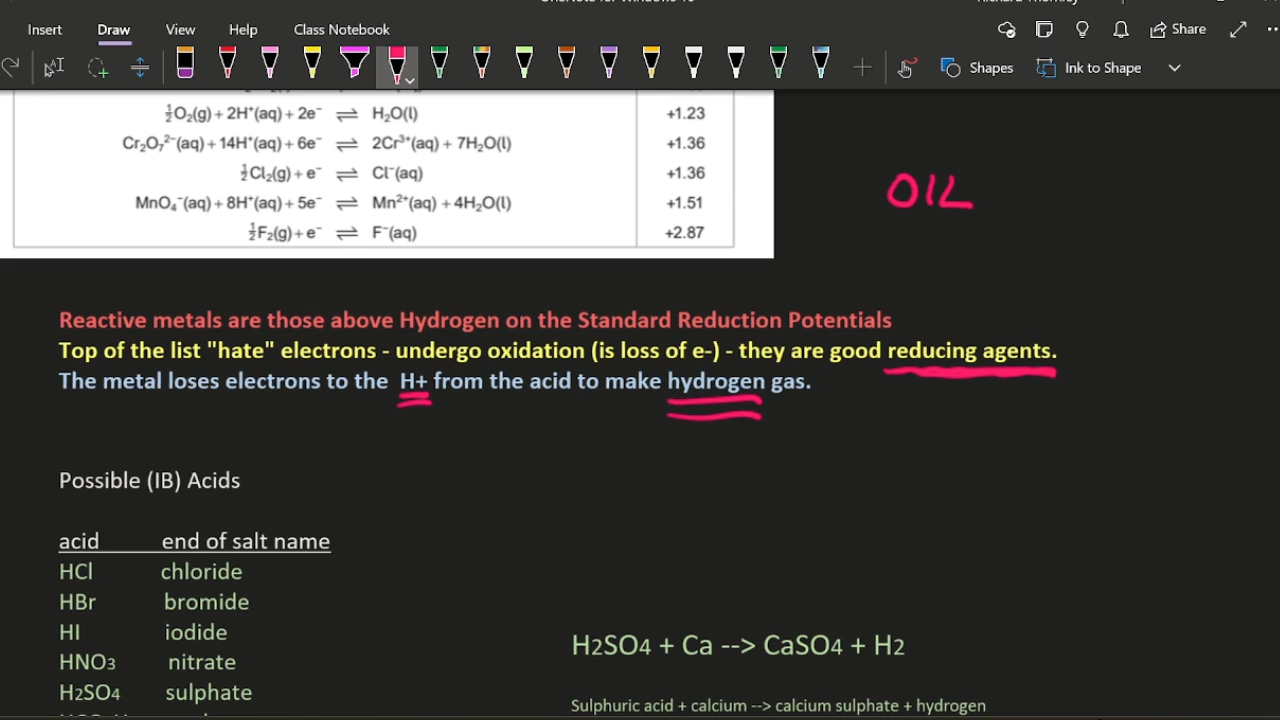 Insert Draw View Help Class Notebook Share
Shapes Ink to Shape
½O₂(g) + 2H⁺(aq) + 2e⁻ ⇌ H₂O(l) +1.23
Cr₂O₇²⁻(aq) + 14H⁺(aq) + 6e⁻ ⇌ 2Cr³⁺(aq) + 7H₂O(l) +1.36
½Cl₂(g) + e⁻ ⇌ Cl⁻(aq) +1.36
MnO₄⁻(aq) + 8H⁺(aq) + 5e⁻ ⇌ Mn²⁺(aq) + 4H₂O(l) +1.51
½F₂(g) + e⁻ ⇌ F⁻(aq) +2.87
OIL
Reactive metals are those above Hydrogen on the Standard Reduction Potentials
Top of the list "hate" electrons - undergo oxidation (is loss of e-) - they are good reducing agents.
The metal loses electrons to the H+ from the acid to make hydrogen gas.
Possible (IB) Acids
acid end of salt name
HCl chloride
HBr bromide
HI iodide
HNO3 nitrate
H2SO4 sulphate
H2SO4 + Ca --> CaSO4 + H2
Sulphuric acid + calcium --> calcium sulphate + hydrogen